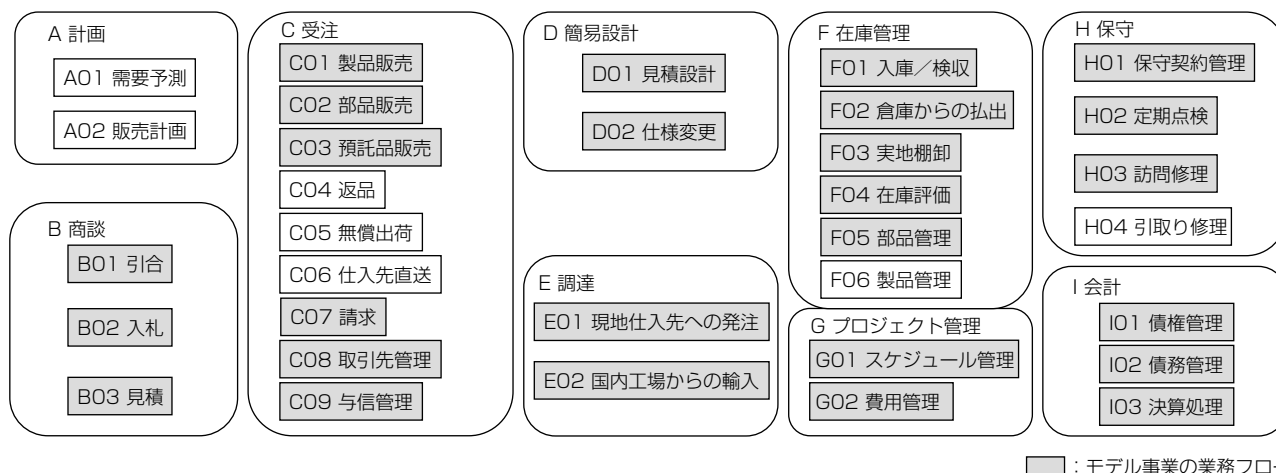 A 計画
A01 需要予測
A02 販売計画
B 商談
B01 引合
B02 入札
B03 見積
C 受注
C01 製品販売
C02 部品販売
C03 預託品販売
C04 返品
C05 無償出荷
C06 仕入先直送
C07 請求
C08 取引先管理
C09 与信管理
D 簡易設計
D01 見積設計
D02 仕様変更
E 調達
E01 現地仕入先への発注
E02 国内工場からの輸入
F 在庫管理
F01 入庫／検収
F02 倉庫からの払出
F03 実地棚卸
F04 在庫評価
F05 部品管理
F06 製品管理
G プロジェクト管理
G01 スケジュール管理
G02 費用管理
H 保守
H01 保守契約管理
H02 定期点検
H03 訪問修理
H04 引取り修理
I 会計
I01 債権管理
I02 債務管理
I03 決算処理
：モデル事業の業務フロー